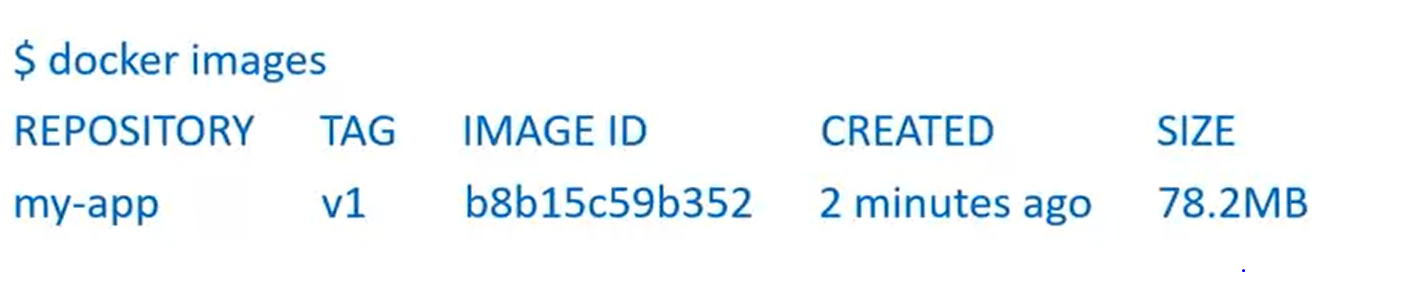 $ docker images
REPOSITORY TAG IMAGE ID CREATED SIZE
my-app v1 b8b15c59b352 2 minutes ago 78.2MB